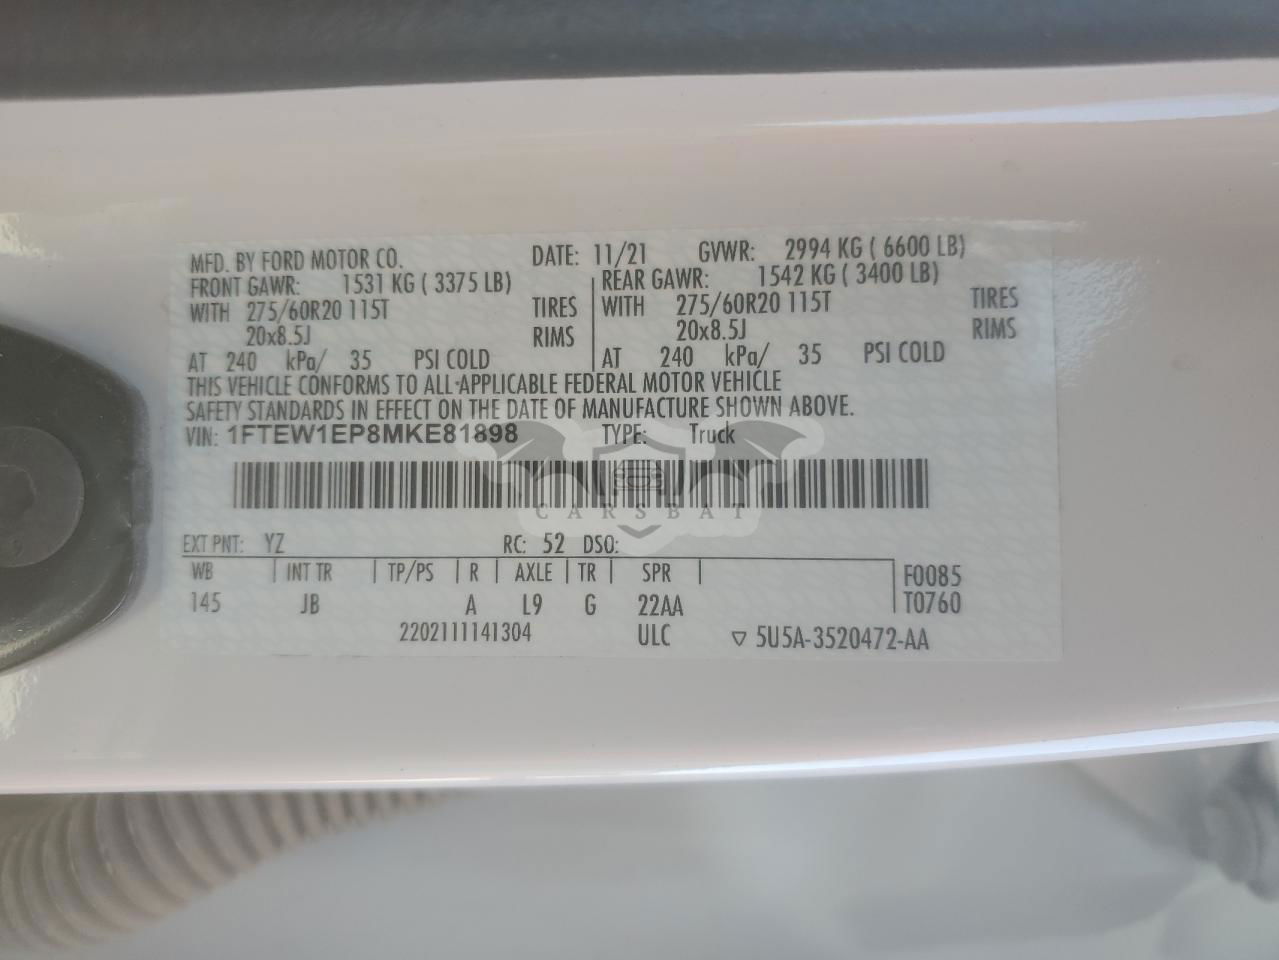 MFD. BY FORD MOTOR CO. DATE: 11/21 GVWR: 2994 KG ( 6600 LB)
FRONT GAWR: 1531 KG ( 3375 LB) REAR GAWR: 1542 KG ( 3400 LB)
WITH 275/60R20 115T TIRES WITH 275/60R20 115T TIRES
20x8.5J RIMS 20x8.5J RIMS
AT 240 kPa/ 35 PSI COLD AT 240 kPa/ 35 PSI COLD
THIS VEHICLE CONFORMS TO ALL APPLICABLE FEDERAL MOTOR VEHICLE
SAFETY STANDARDS IN EFFECT ON THE DATE OF MANUFACTURE SHOWN ABOVE.
VIN: 1FTEW1EP8MKE81898 TYPE: Truck
CARSBAT
EXT PNT: YZ RC: 52 DSO:
WB INT TR TP/PS R AXLE TR SPR F0085
145 JB A L9 G 22AA T0760
2202111141304 ULC ▽ 5U5A-3520472-AA